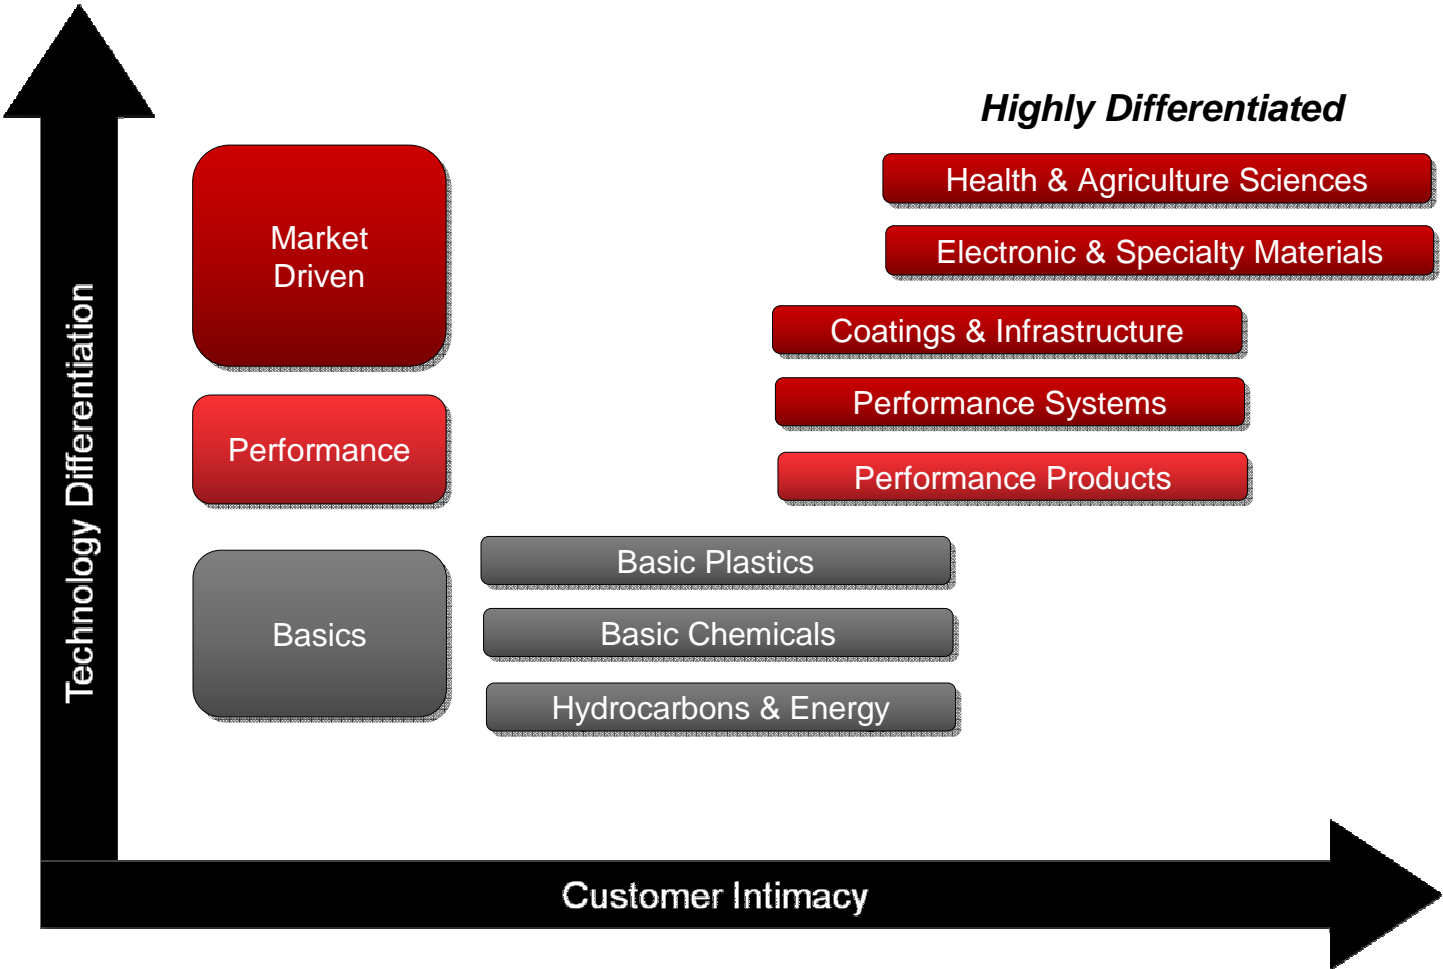 Highly Differentiated
Health & Agriculture Sciences
Electronic & Specialty Materials
Market
Driven
Coatings & Infrastructure
Performance Systems
Performance
Performance Products
Basic Plastics
Basics
Basic Chemicals
Hydrocarbons & Energy
Technology Differentiation
Customer Intimacy